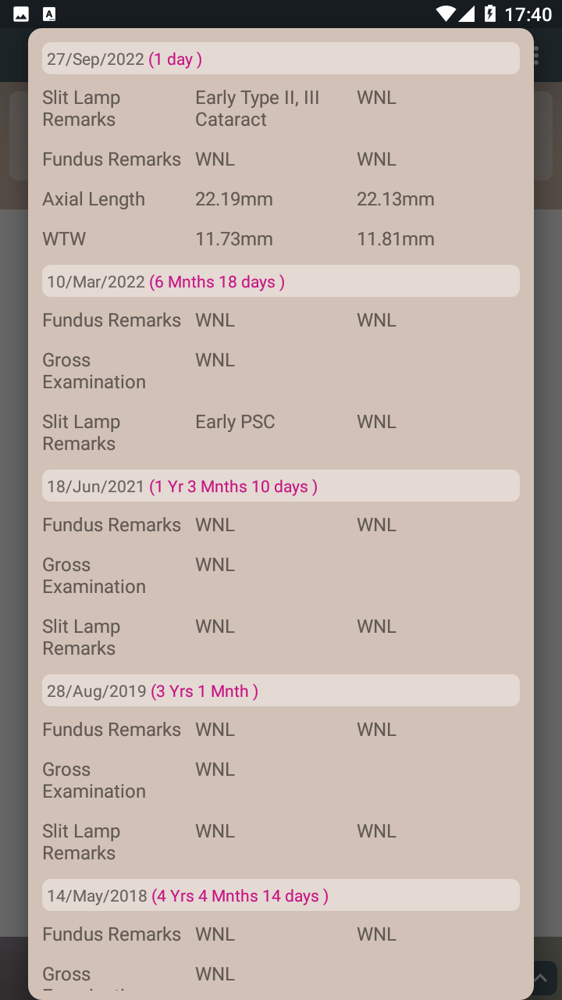 17:40
27/Sep/2022 (1 day )
Slit Lamp Remarks Early Type II, III Cataract WNL
Fundus Remarks WNL WNL
Axial Length 22.19mm 22.13mm
WTW 11.73mm 11.81mm
10/Mar/2022 (6 Mnths 18 days )
Fundus Remarks WNL WNL
Gross Examination WNL
Slit Lamp Remarks Early PSC WNL
18/Jun/2021 (1 Yr 3 Mnths 10 days )
Fundus Remarks WNL WNL
Gross Examination WNL
Slit Lamp Remarks WNL WNL
28/Aug/2019 (3 Yrs 1 Mnth )
Fundus Remarks WNL WNL
Gross Examination WNL
Slit Lamp Remarks WNL WNL
14/May/2018 (4 Yrs 4 Mnths 14 days )
Fundus Remarks WNL WNL
Gross WNL